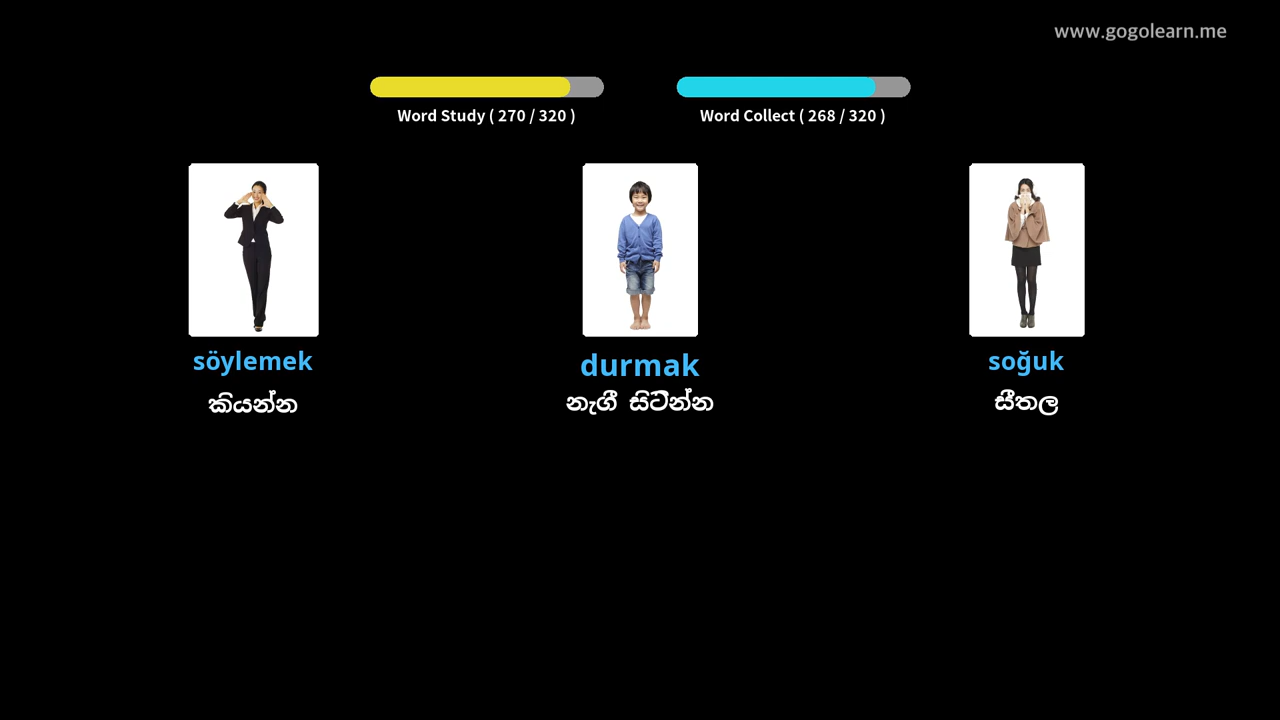 www.gogolearn.me
Word Study ( 270 / 320 )
Word Collect ( 268 / 320 )
söylemek
durmak
soğuk
කියන්න
නැගී සිටින්න
සීතල